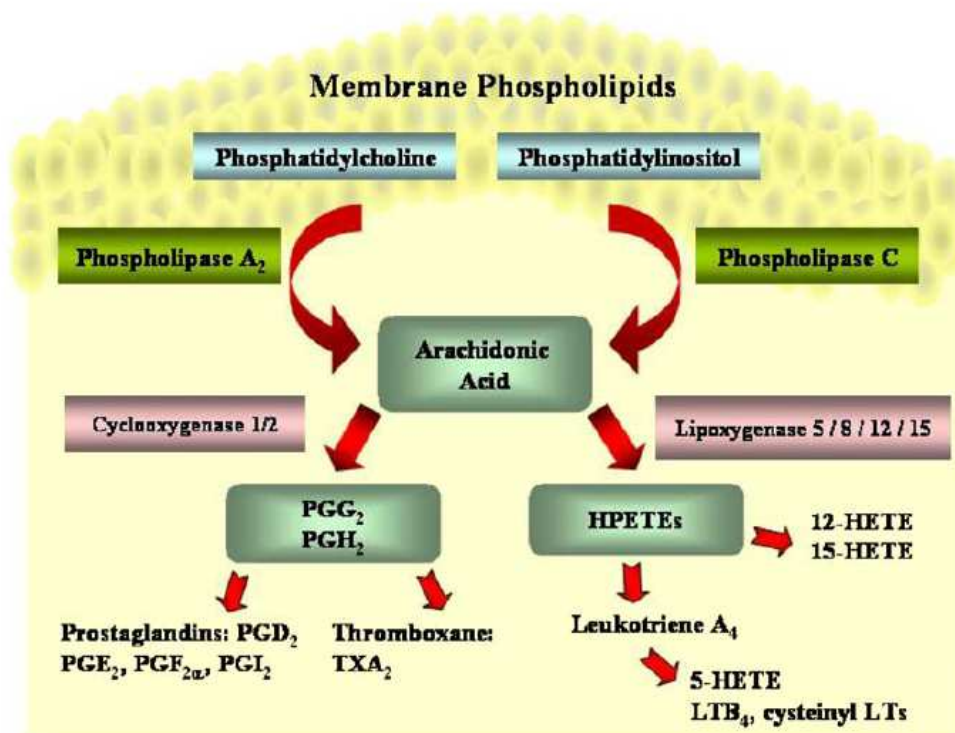 Membrane Phospholipids
Phosphatidylcholine
Phosphatidylinositol
Phospholipase A₂
Phospholipase C
Arachidonic
Acid
Cyclooxygenase 1/2
Lipoxygenase 5 / 8 / 12 / 15
PGG₂
PGH₂
HPETEs
12-HETE
15-HETE
Prostaglandins: PGD₂
PGE₂, PGF₂α, PGI₂
Thromboxane:
TXA₂
Leukotriene A₄
5-HETE
LTB₄, cysteinyl LTs